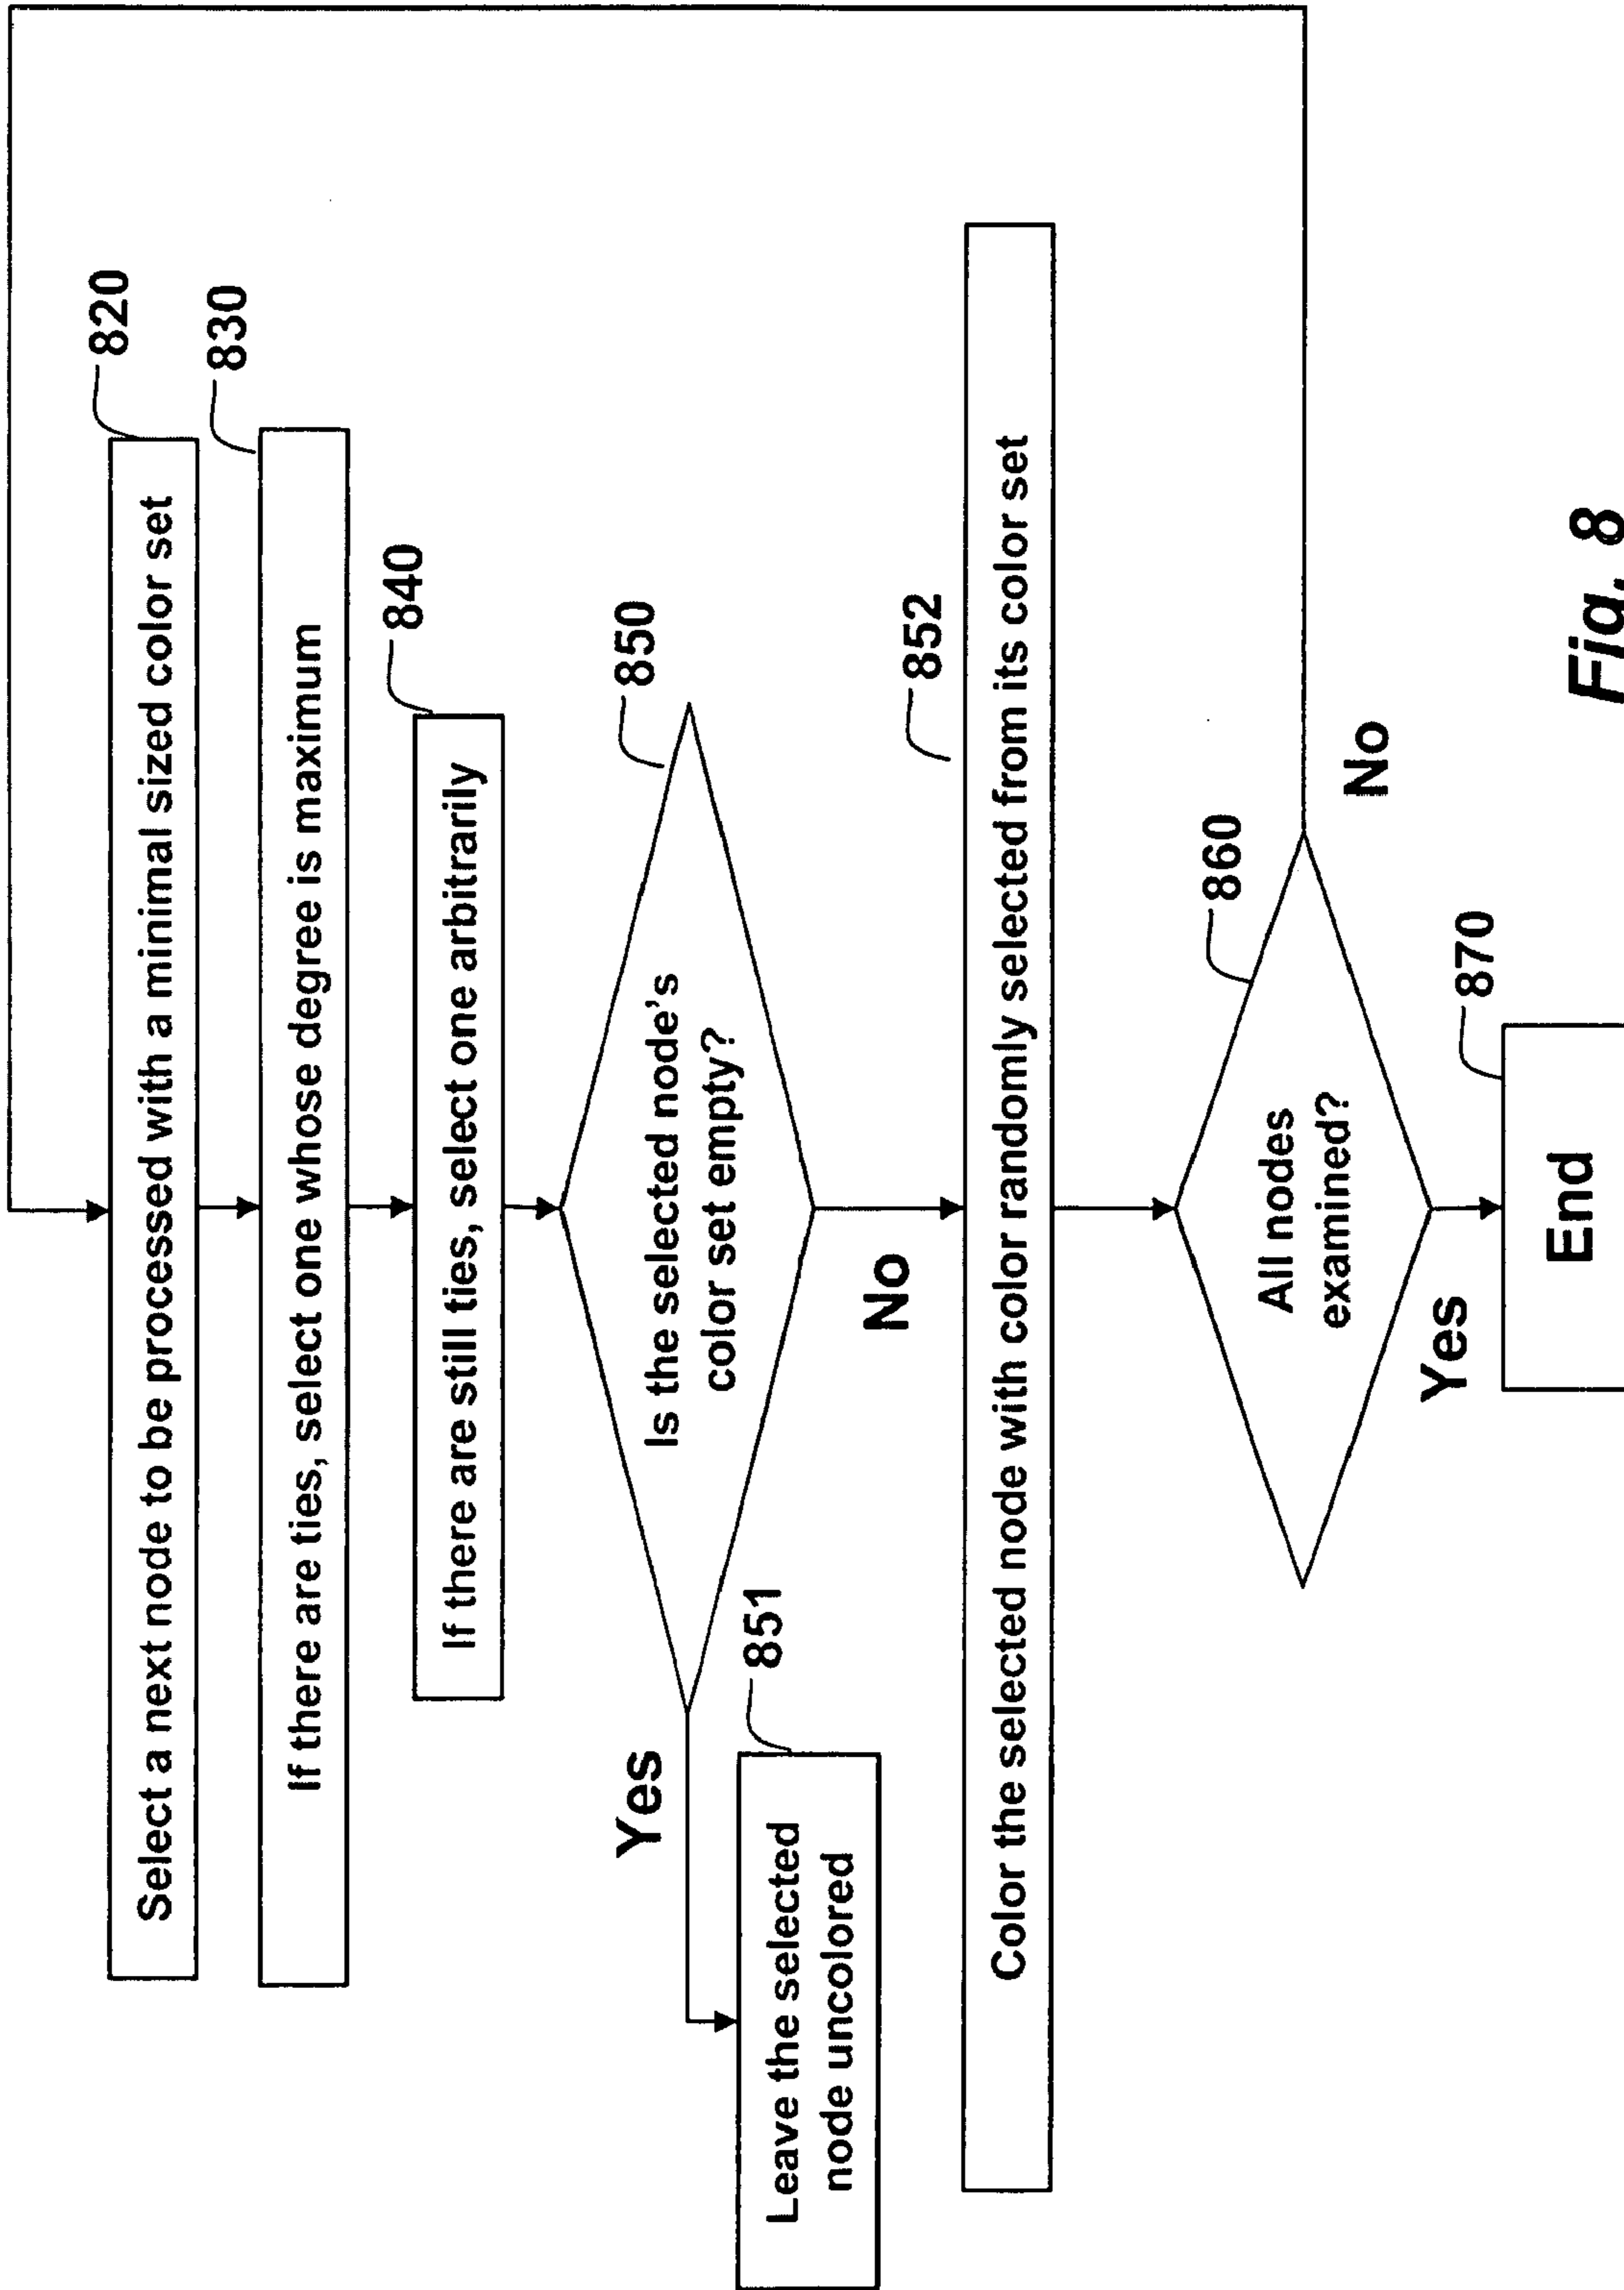 820
Select a next node to be processed with a minimal sized color set
830
If there are ties, select one whose degree is maximum
840
If there are still ties, select one arbitrarily
850
Is the selected node's
color set empty?
Yes
851
Leave the selected
node uncolored
No
852
Color the selected node with color randomly selected from its color set
860
All nodes
examined?
No
Yes
870
End
Fig. 8